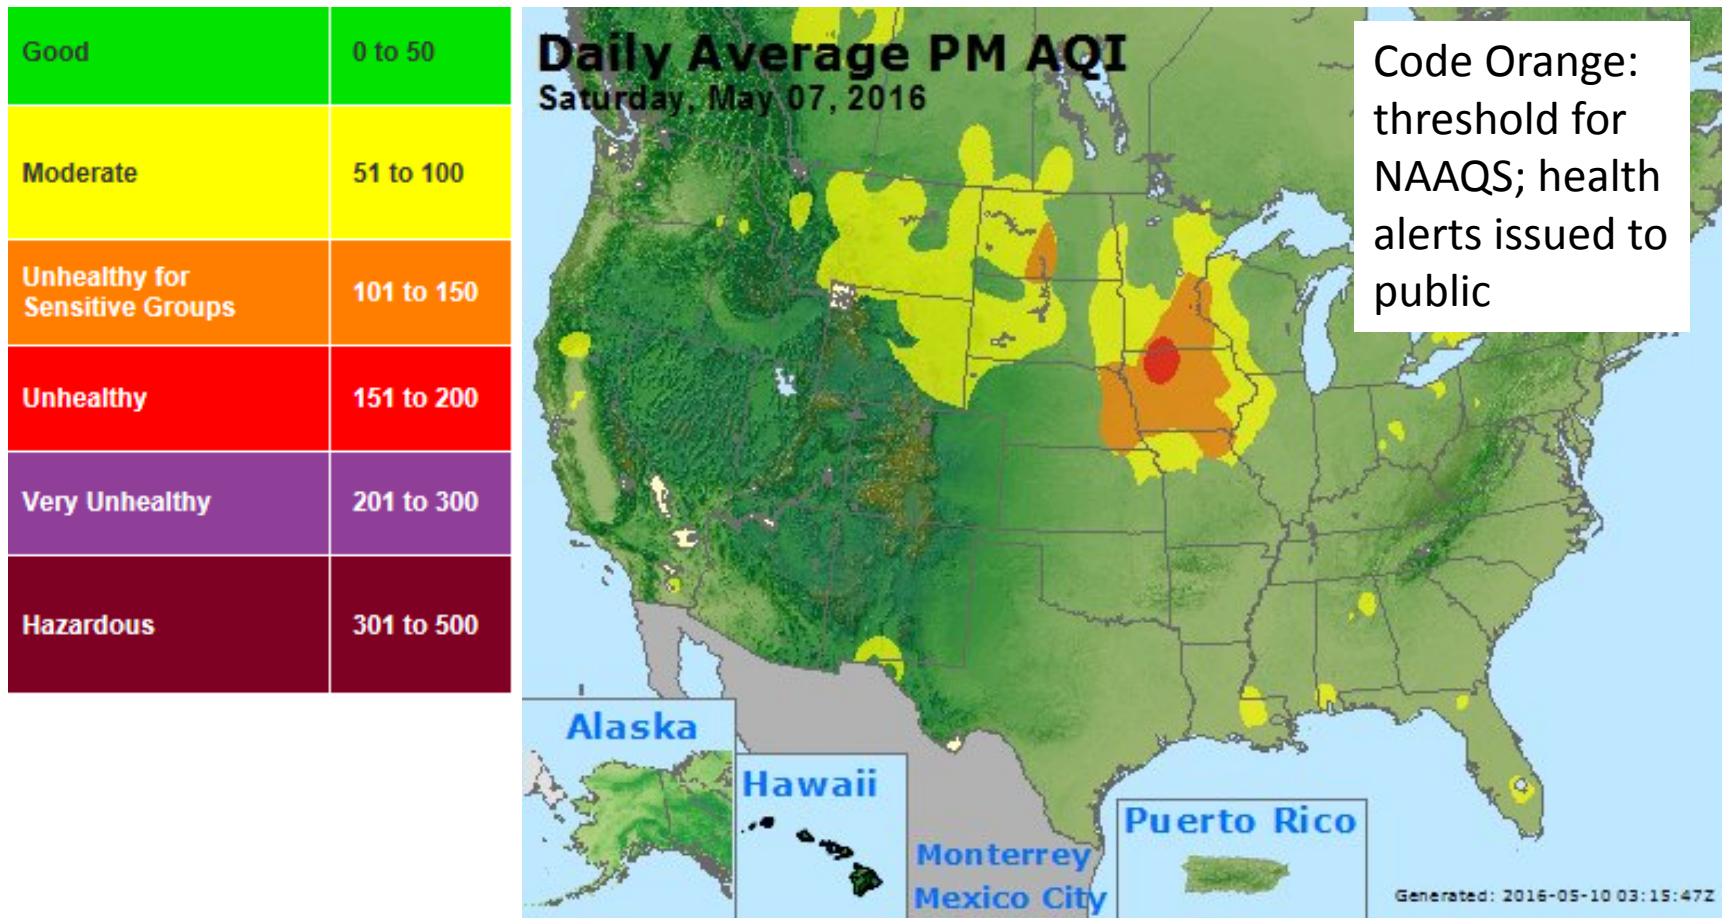 Good 0 to 50
Moderate 51 to 100
Unhealthy for
Sensitive Groups 101 to 150
Unhealthy 151 to 200
Very Unhealthy 201 to 300
Hazardous 301 to 500
Daily Average PM AQI
Saturday, May 07, 2016
Code Orange:
threshold for
NAAQS; health
alerts issued to
public
Alaska
Hawaii
Monterrey
Mexico City
Puerto Rico
Generated: 2016-05-10 03:15:47Z